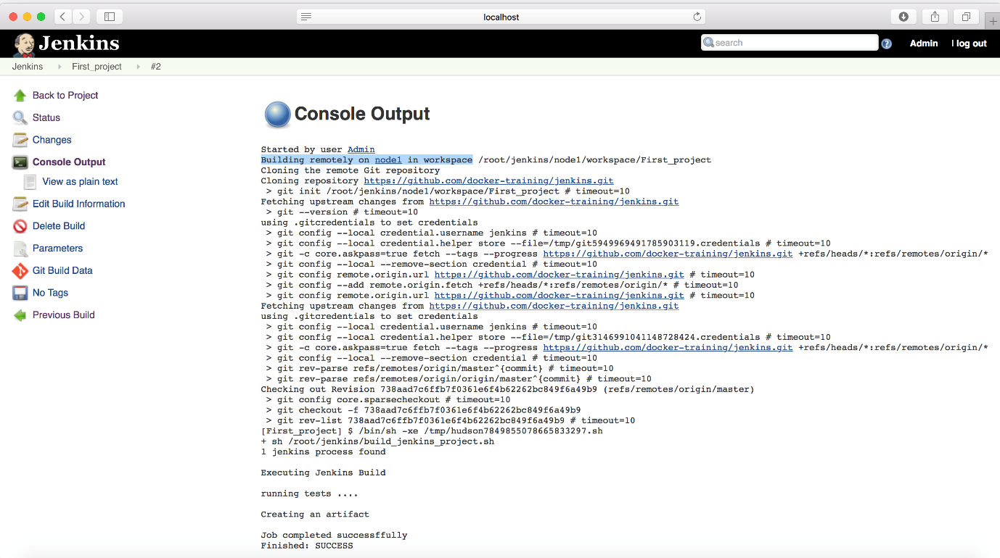 localhost
Jenkins
search
Admin
I log out
Jenkins
First_project
#2
Back to Project
Status
Changes
Console Output
View as plain text
Edit Build Information
Delete Build
Parameters
Git Build Data
No Tags
Previous Build
Console Output
Started by user Admin
Building remotely on node1 in workspace /root/jenkins/node1/workspace/First_project
Cloning the remote Git repository
Cloning repository https://github.com/docker-training/jenkins.git
> git init /root/jenkins/node1/workspace/First_project # timeout=10
Fetching upstream changes from https://github.com/docker-training/jenkins.git
> git --version # timeout=10
using .gitcredentials to set credentials
> git config --local credential.username jenkins # timeout=10
> git config --local credential.helper store --file=/tmp/git5949969491785903119.credentials # timeout=10
> git -c core.askpass=true fetch --tags --progress https://github.com/docker-training/jenkins.git +refs/heads/*:refs/remotes/origin/*
> git config --local --remove-section credential # timeout=10
> git config remote.origin.url https://github.com/docker-training/jenkins.git # timeout=10
> git config --add remote.origin.fetch +refs/heads/*:refs/remotes/origin/* # timeout=10
> git config remote.origin.url https://github.com/docker-training/jenkins.git # timeout=10
Fetching upstream changes from https://github.com/docker-training/jenkins.git
using .gitcredentials to set credentials
> git config --local credential.username jenkins # timeout=10
> git config --local credential.helper store --file=/tmp/git3146991041148728424.credentials # timeout=10
> git -c core.askpass=true fetch --tags --progress https://github.com/docker-training/jenkins.git +refs/heads/*:refs/remotes/origin/*
> git config --local --remove-section credential # timeout=10
> git rev-parse refs/remotes/origin/master^{commit} # timeout=10
> git rev-parse refs/remotes/origin/origin/master^{commit} # timeout=10
Checking out Revision 738aad7c6ffb7f0361e6f4b62262bc849f6a49b9 (refs/remotes/origin/master)
> git config core.sparsecheckout # timeout=10
> git checkout -f 738aad7c6ffb7f0361e6f4b62262bc849f6a49b9
> git rev-list 738aad7c6ffb7f0361e6f4b62262bc849f6a49b9 # timeout=10
[First_project] $ /bin/sh -xe /tmp/hudson7849855078665833297.sh
+ sh /root/jenkins/build_jenkins_project.sh
1 jenkins process found
Executing Jenkins Build
running tests ....
Creating an artifact
Job completed successffully
Finished: SUCCESS